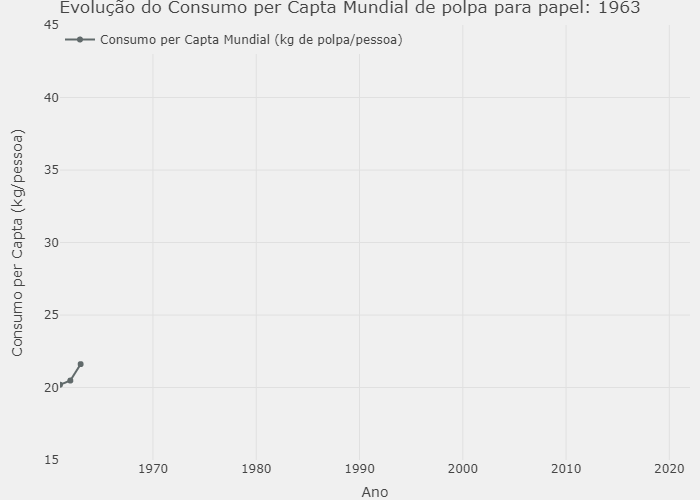 Evolução do Consumo per Capta Mundial de polpa para papel: 1963
Consumo per Capta Mundial (kg de polpa/pessoa)
Consumo per Capta (kg/pessoa)
45
40
35
30
25
20
15
1970 1980 1990 2000 2010 2020
Ano